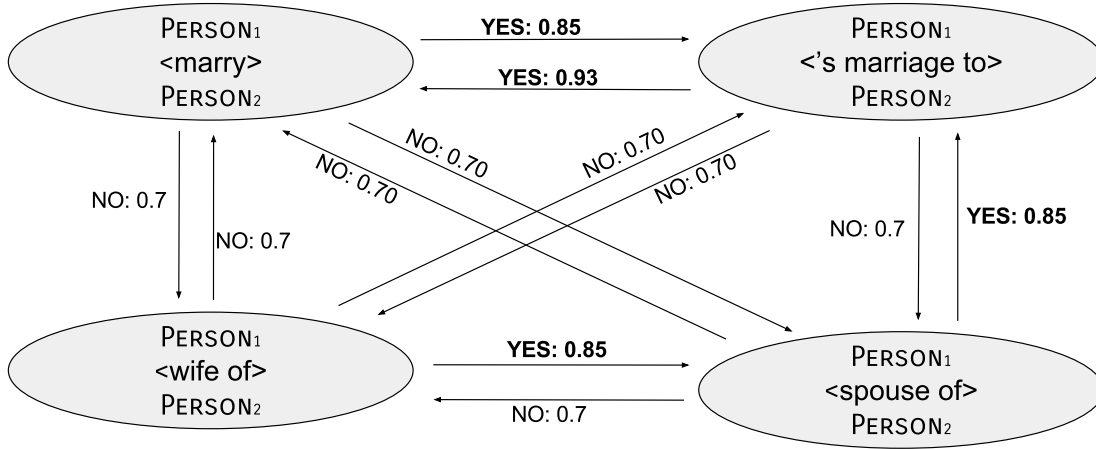 PERSON1
<marry>
PERSON2
YES: 0.85
YES: 0.93
PERSON1
<'s marriage to>
PERSON2
NO: 0.70
NO: 0.70
NO: 0.70
NO: 0.70
NO: 0.7
NO: 0.7
NO: 0.7
YES: 0.85
PERSON1
<wife of>
PERSON2
YES: 0.85
NO: 0.7
PERSON1
<spouse of>
PERSON2